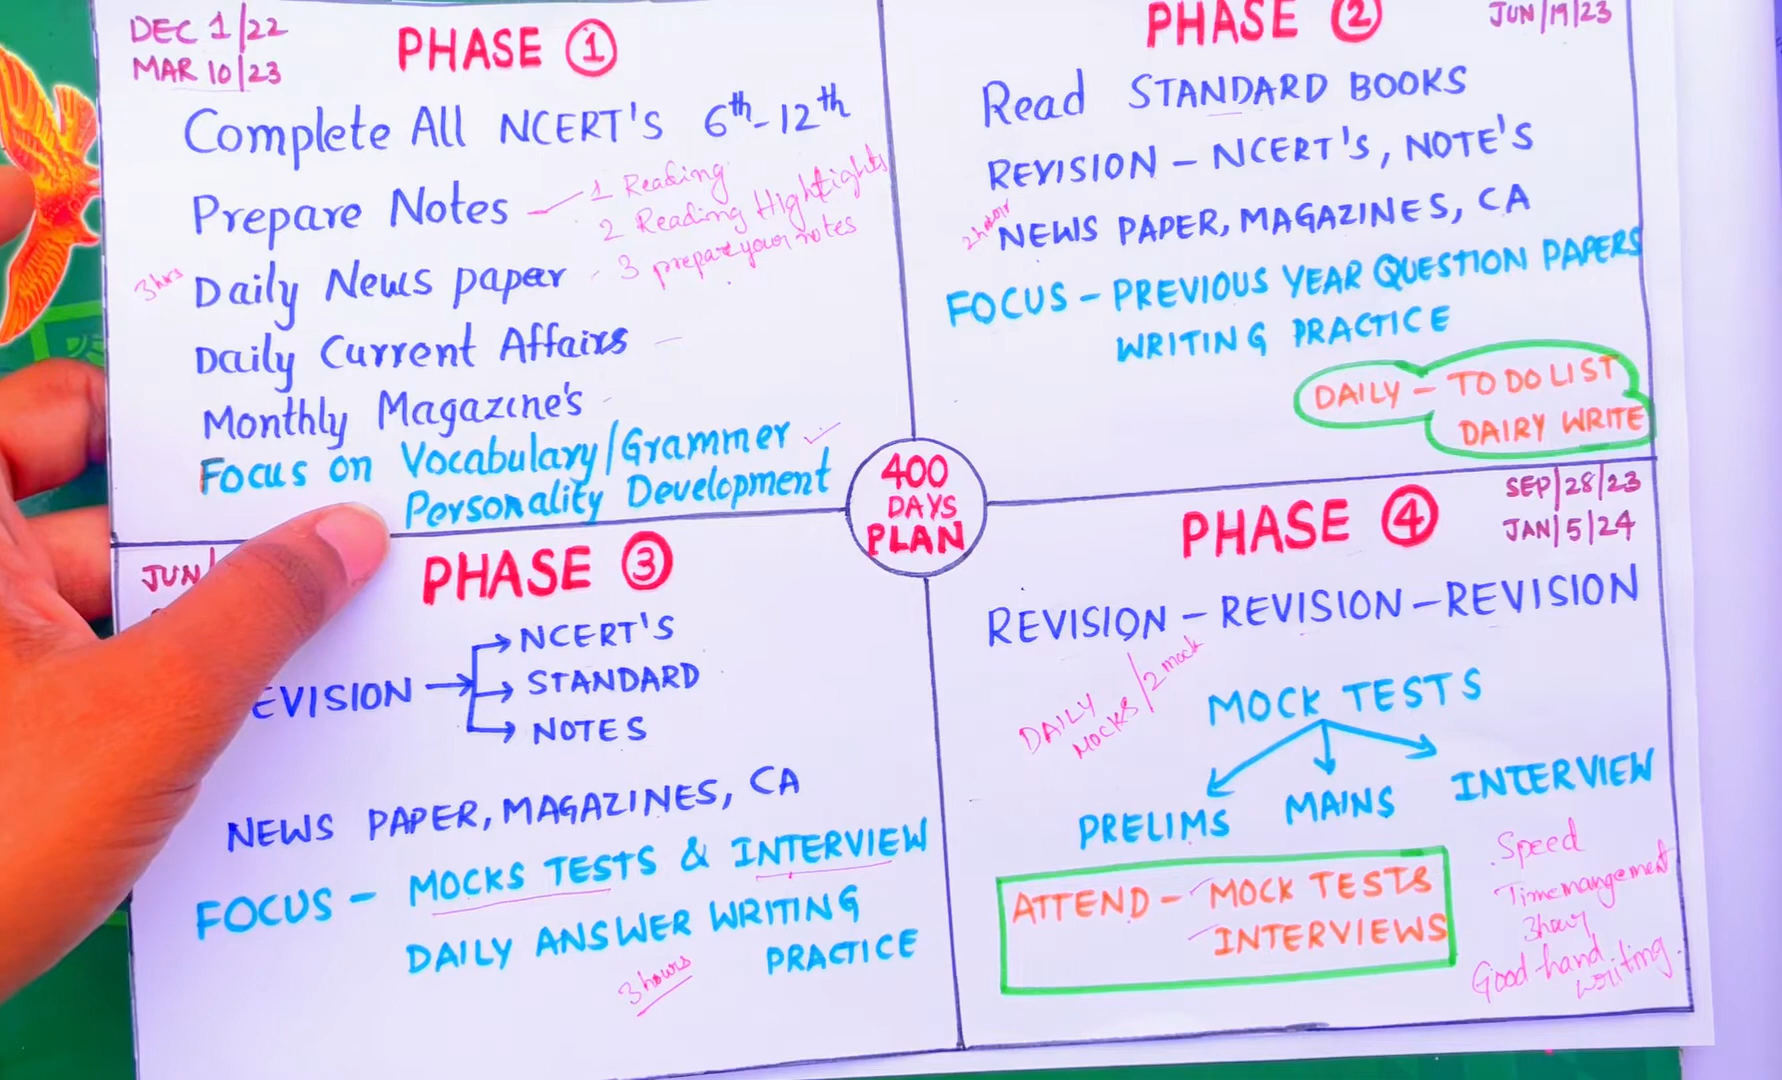 DEC 1/22
MAR 10/23
PHASE ①
Complete All NCERT'S 6th-12th
Prepare Notes
1 Reading
2 Reading Hightlights
3 prepare your notes
3hrs
Daily News paper
Daily Current Affairs
Monthly Magazine's
Focus on Vocabulary/Grammer
Personality Development
PHASE ②
JUN/19/23
Read STANDARD BOOKS
REVISION - NCERT'S, NOTE'S
2 hour
NEWS PAPER, MAGAZINES, CA
FOCUS - PREVIOUS YEAR QUESTION PAPERS
WRITING PRACTICE
DAILY - TO DO LIST
DAIRY WRITE
400
DAYS
PLAN
JUN/
PHASE ③
EVISION → NCERT'S
→ STANDARD
→ NOTES
NEWS PAPER, MAGAZINES, CA
FOCUS - MOCKS TESTS & INTERVIEW
DAILY ANSWER WRITING
PRACTICE
3 hours
PHASE ④
SEP/28/23
JAN/5/24
REVISION - REVISION - REVISION
DAILY
MOCKS/2 mock
MOCK TESTS
PRELIMS MAINS INTERVIEW
ATTEND - MOCK TESTS
INTERVIEWS
Speed
Timemangement
3hour
Good hand
writing.